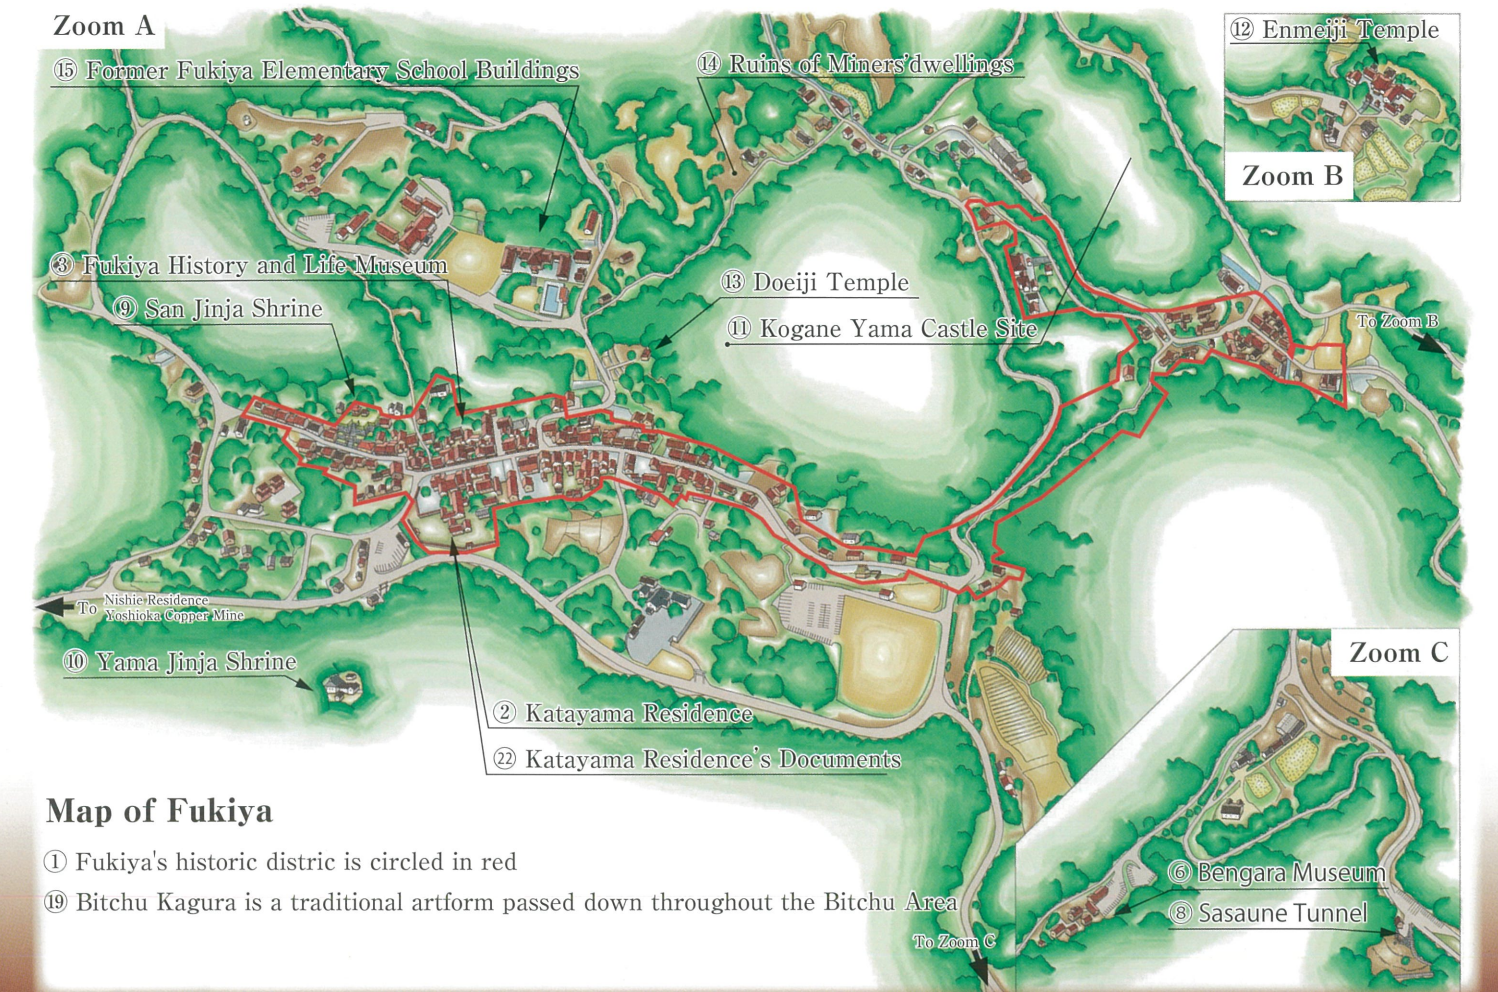 Zoom A
⑮ Former Fukiya Elementary School Buildings
⑭ Ruins of Miners'dwellings
⑫ Enmeiji Temple
Zoom B
③ Fukiya History and Life Museum
⑨ San Jinja Shrine
⑬ Doeiji Temple
⑪ Kogane Yama Castle Site
To Zoom B
To Nishie Residence
Yoshioka Copper Mine
⑩ Yama Jinja Shrine
② Katayama Residence
㉒ Katayama Residence's Documents
Zoom C
Map of Fukiya
① Fukiya's historic distric is circled in red
⑲ Bitchu Kagura is a traditional artform passed down throughout the Bitchu Area
To Zoom C
⑥ Bengara Museum
⑧ Sasaune Tunnel